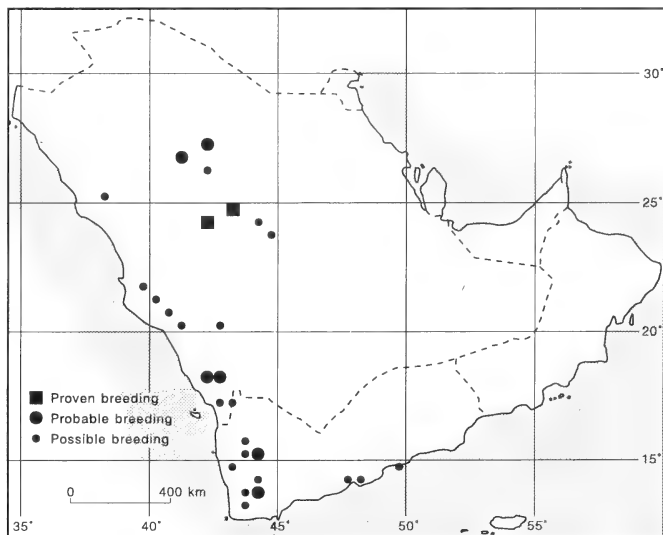 30°
25°
20°
Proven breeding
Probable breeding
Possible breeding
15°
0 400 km
35° 40° 45° 50° 55°